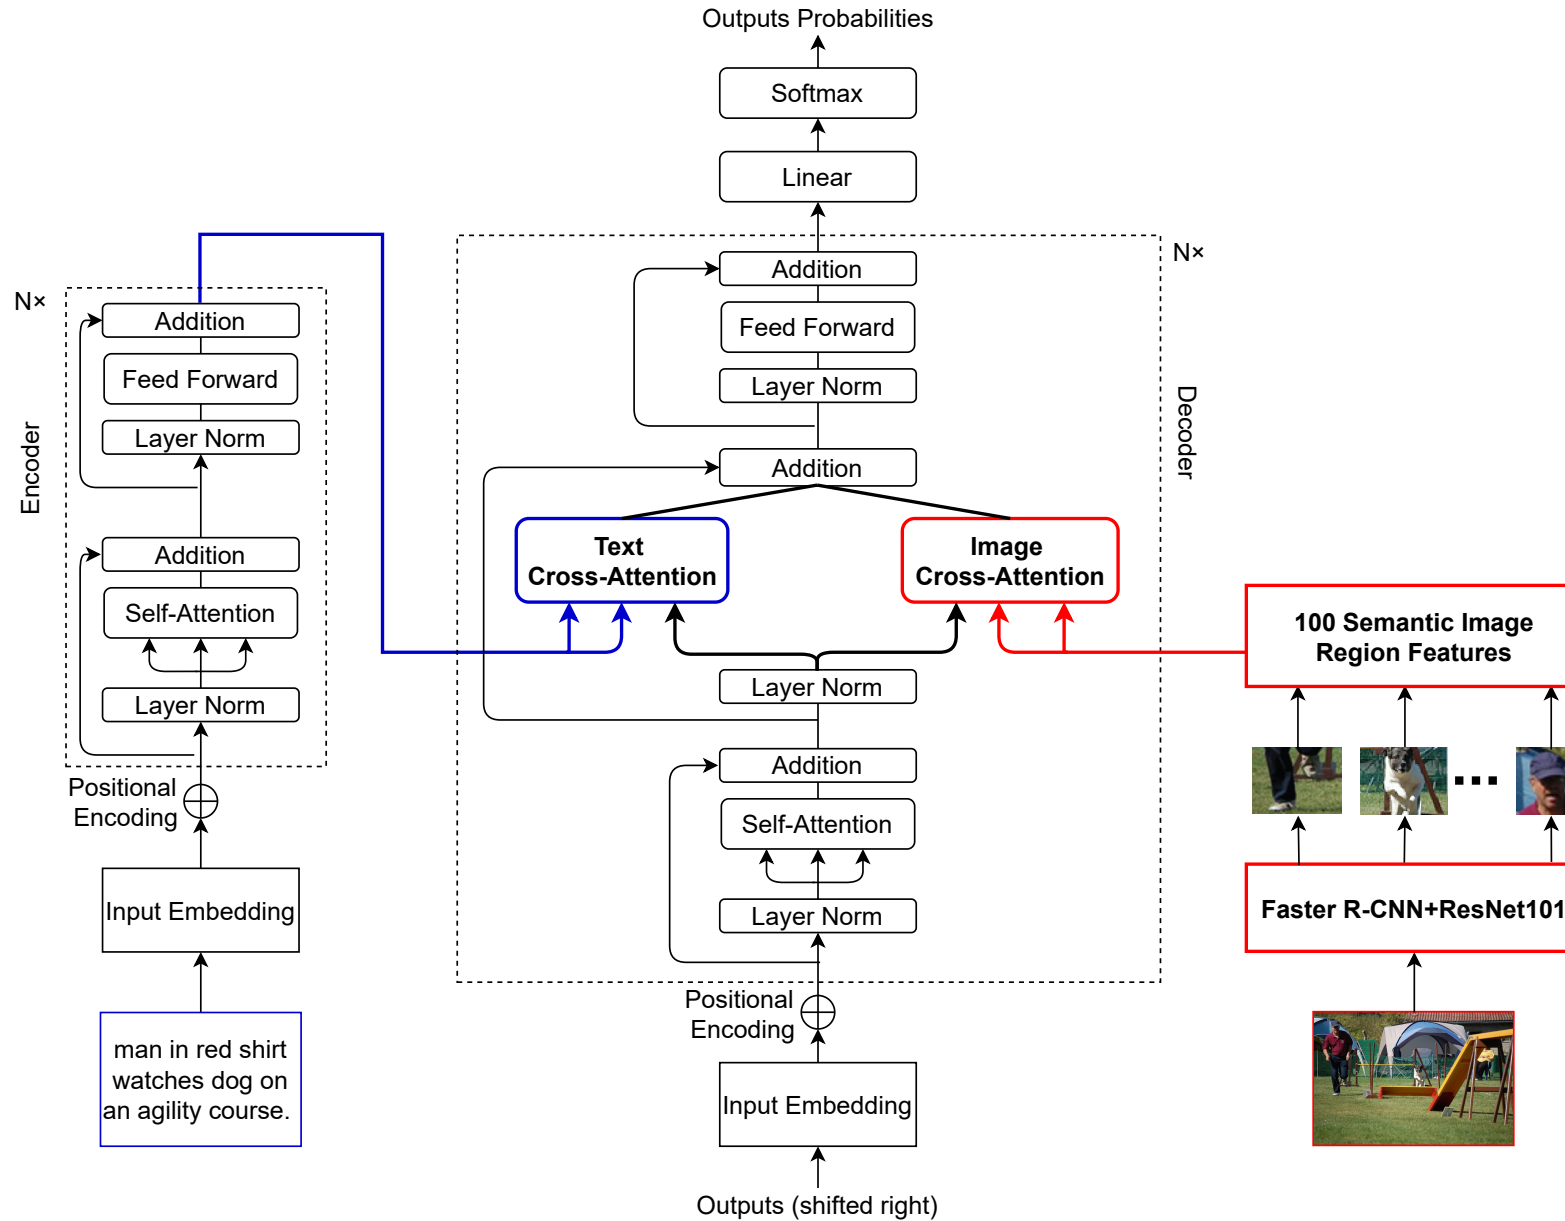 Outputs Probabilities
Softmax
Linear
N×
Addition
Feed Forward
Layer Norm
Addition
Text
Cross-Attention
Image
Cross-Attention
Layer Norm
Addition
Self-Attention
Layer Norm
Decoder
Positional
Encoding
Input Embedding
Outputs (shifted right)
N×
Addition
Feed Forward
Layer Norm
Encoder
Addition
Self-Attention
Layer Norm
Positional
Encoding
Input Embedding
man in red shirt
watches dog on
an agility course.
100 Semantic Image
Region Features
Faster R-CNN+ResNet101